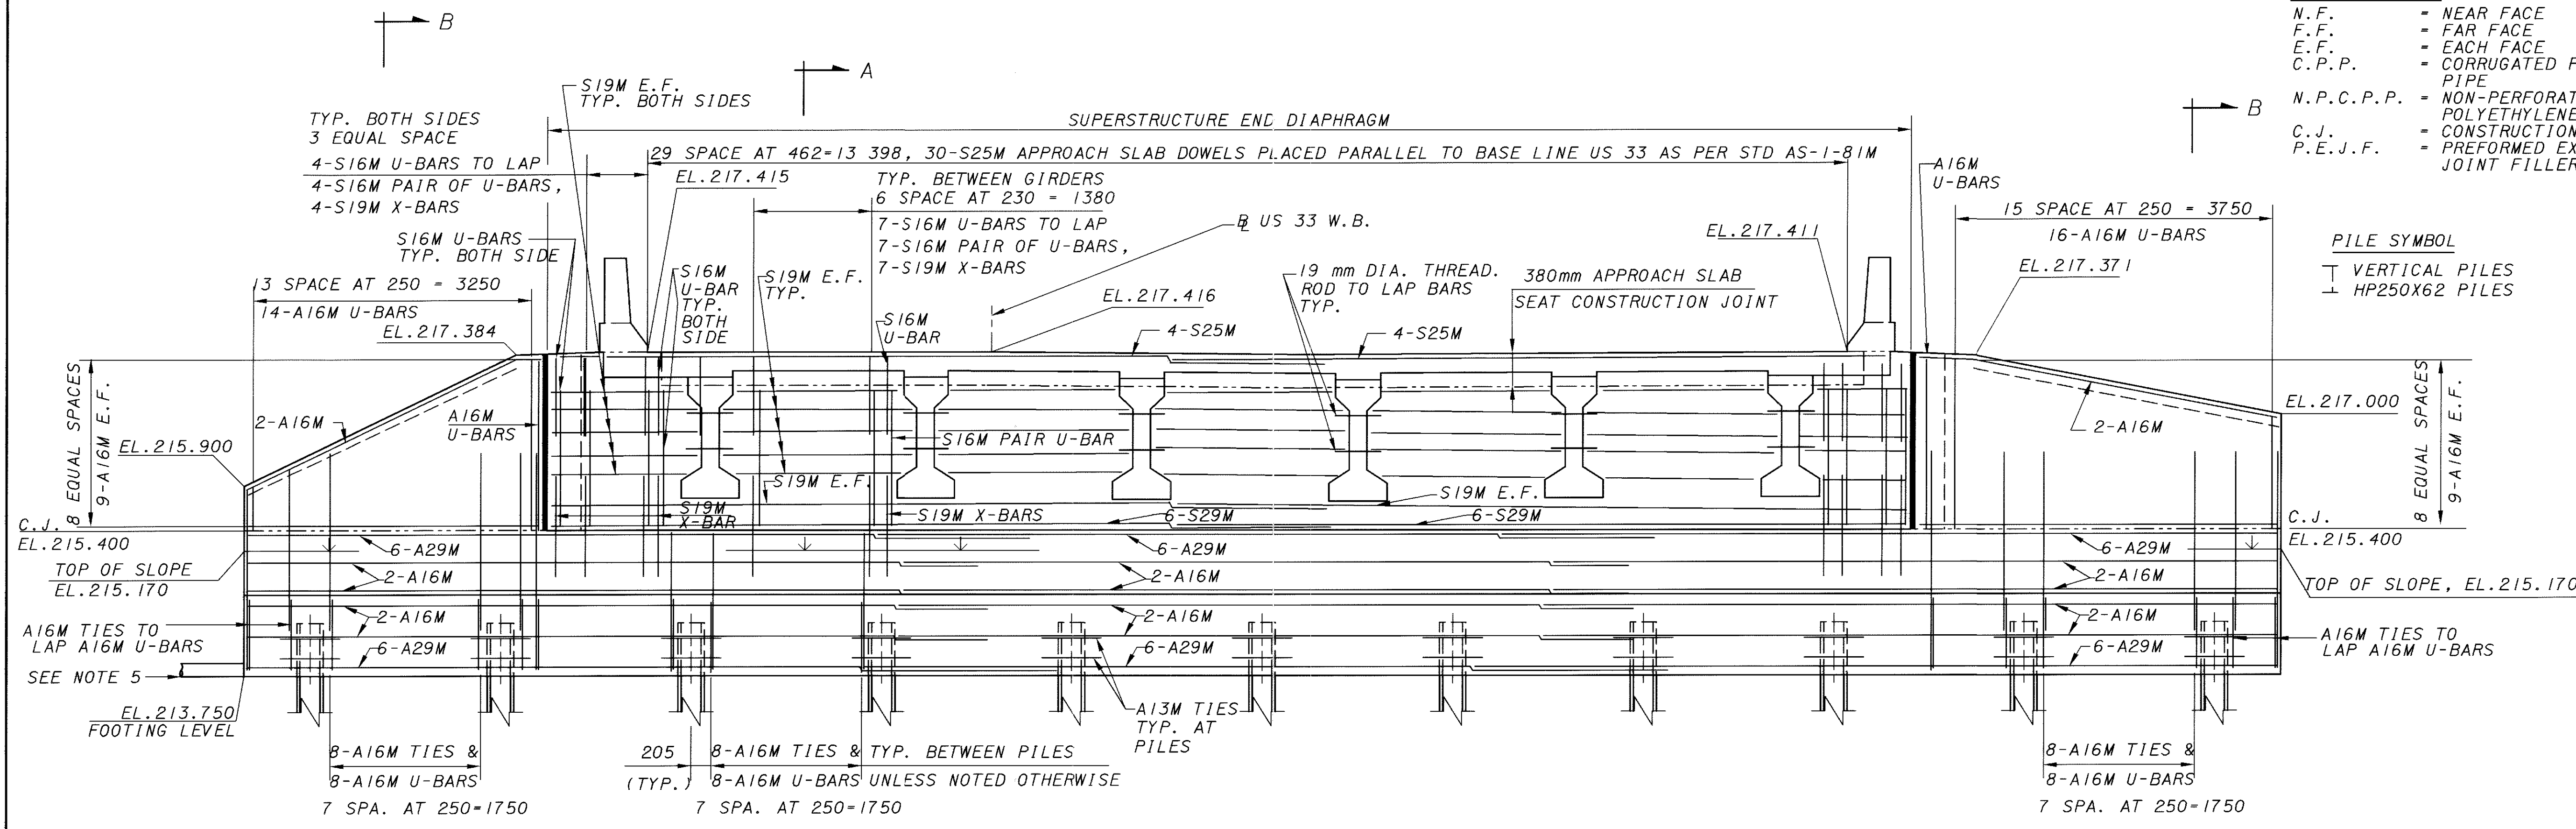 B
A
B
N.F. = NEAR FACE
F.F. = FAR FACE
E.F. = EACH FACE
C.P.P. = CORRUGATED
PIPE
N.P.C.P.P. = NON-PERFORAT
POLYETHYLENE
C.J. = CONSTRUCTION
P.E.J.F. = PREFORMED EX
JOINT FILLER
S19M E.F.
TYP. BOTH SIDES
TYP. BOTH SIDES
3 EQUAL SPACE
4-S16M U-BARS TO LAP
4-S16M PAIR OF U-BARS,
4-S19M X-BARS
SUPERSTRUCTURE END DIAPHRAGM
29 SPACE AT 462=13 398, 30-S25M APPROACH SLAB DOWELS PLACED PARALLEL TO BASE LINE US 33 AS PER STD AS-1-81M
EL.217.415
TYP. BETWEEN GIRDERS
6 SPACE AT 230 = 1380
7-S16M U-BARS TO LAP
7-S16M PAIR OF U-BARS,
7-S19M X-BARS
A16M
U-BARS
15 SPACE AT 250 = 3750
16-A16M U-BARS
S16M U-BARS
TYP. BOTH SIDE
13 SPACE AT 250 = 3250
14-A16M U-BARS
EL.217.384
S16M
U-BAR
TYP.
BOTH
SIDE
S19M E.F.
TYP.
S16M
U-BAR
BL US 33 W.B.
EL.217.416
19 mm DIA. THREAD.
ROD TO LAP BARS
TYP.
380mm APPROACH SLAB
SEAT CONSTRUCTION JOINT
EL.217.411
EL.217.371
PILE SYMBOL
VERTICAL PILES
HP250X62 PILES
4-S25M
4-S25M
8 EQUAL SPACES
9-A16M E.F.
2-A16M
A16M
U-BARS
EL.215.900
S16M PAIR U-BAR
S19M E.F.
S19M E.F.
S19M
X-BAR
S19M X-BARS
6-S29M
6-S29M
2-A16M
EL.217.000
8 EQUAL SPACES
9-A16M E.F.
C.J.
EL.215.400
C.J.
EL.215.400
TOP OF SLOPE
EL.215.170
TOP OF SLOPE, EL.215.170
6-A29M
6-A29M
6-A29M
2-A16M
2-A16M
2-A16M
2-A16M
2-A16M
2-A16M
6-A29M
6-A29M
6-A29M
A16M TIES TO
LAP A16M U-BARS
A16M TIES TO
LAP A16M U-BARS
SEE NOTE 5
EL.213.750
FOOTING LEVEL
A13M TIES
TYP. AT
PILES
8-A16M TIES &
8-A16M U-BARS
7 SPA. AT 250=1750
205
(TYP.)
8-A16M TIES & TYP. BETWEEN PILES
8-A16M U-BARS UNLESS NOTED OTHERWISE
7 SPA. AT 250=1750
8-A16M TIES &
8-A16M U-BARS
7 SPA. AT 250=1750